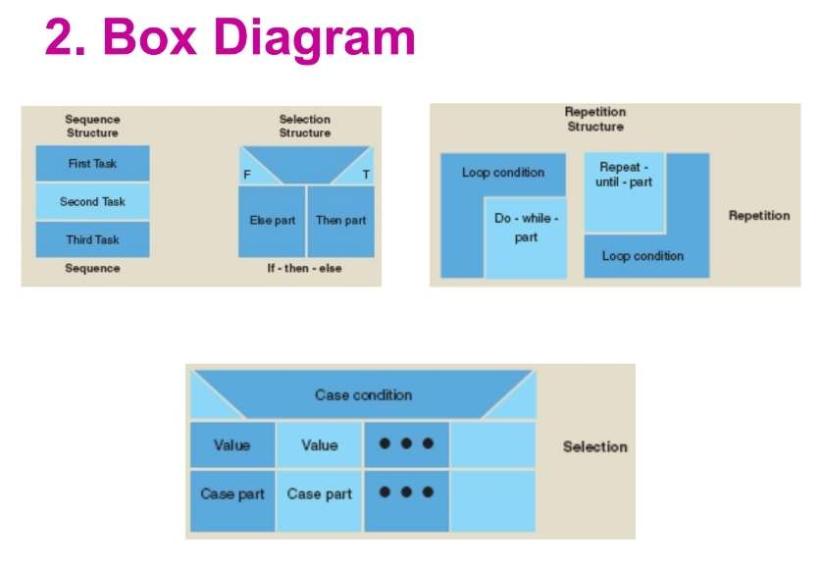 2. Box Diagram
Sequence
Structure
First Task
Second Task
Third Task
Sequence
Selection
Structure
F
T
Else part
Then part
If - then - else
Repetition
Structure
Loop condition
Do - while -
part
Repeat -
until - part
Loop condition
Repetition
Case condition
Value
Value
Case part
Case part
Selection